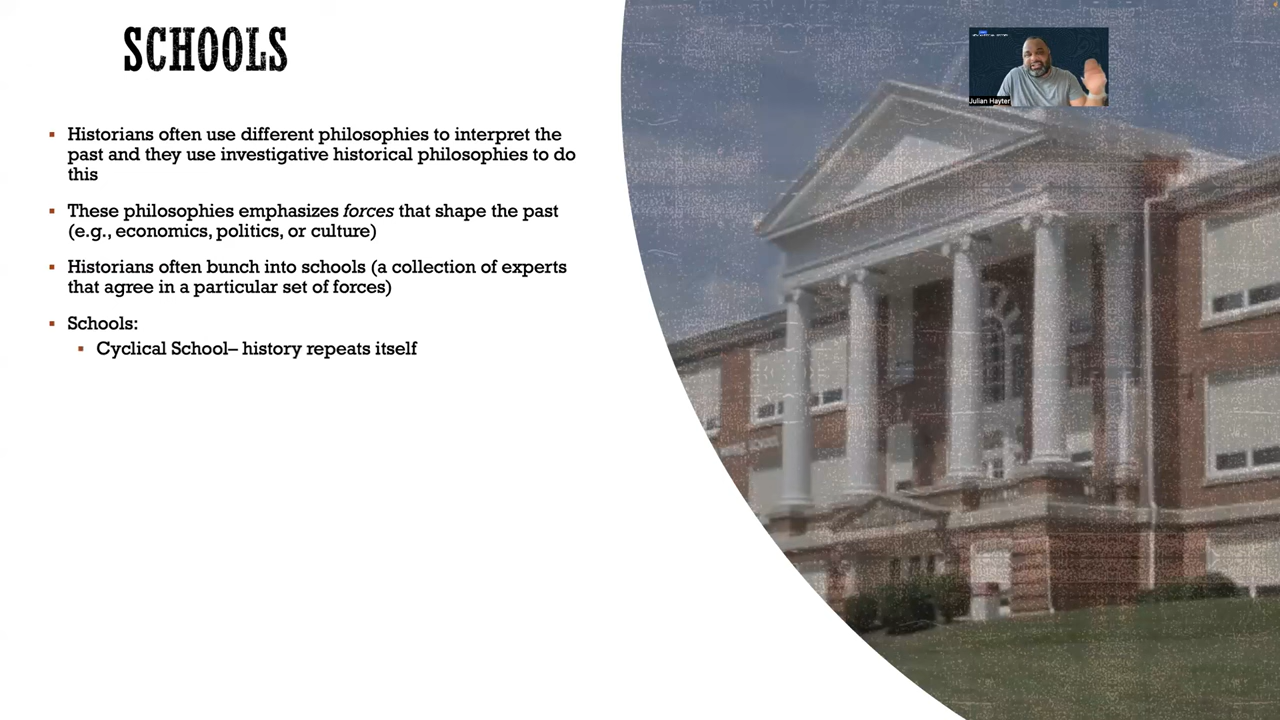 SCHOOLS
Historians often use different philosophies to interpret the
past and they use investigative historical philosophies to do
this
These philosophies emphasizes forces that shape the past
(e.g., economics, politics, or culture)
Historians often bunch into schools (a collection of experts
that agree in a particular set of forces)
Schools:
Cyclical School– history repeats itself
Julian Hayter